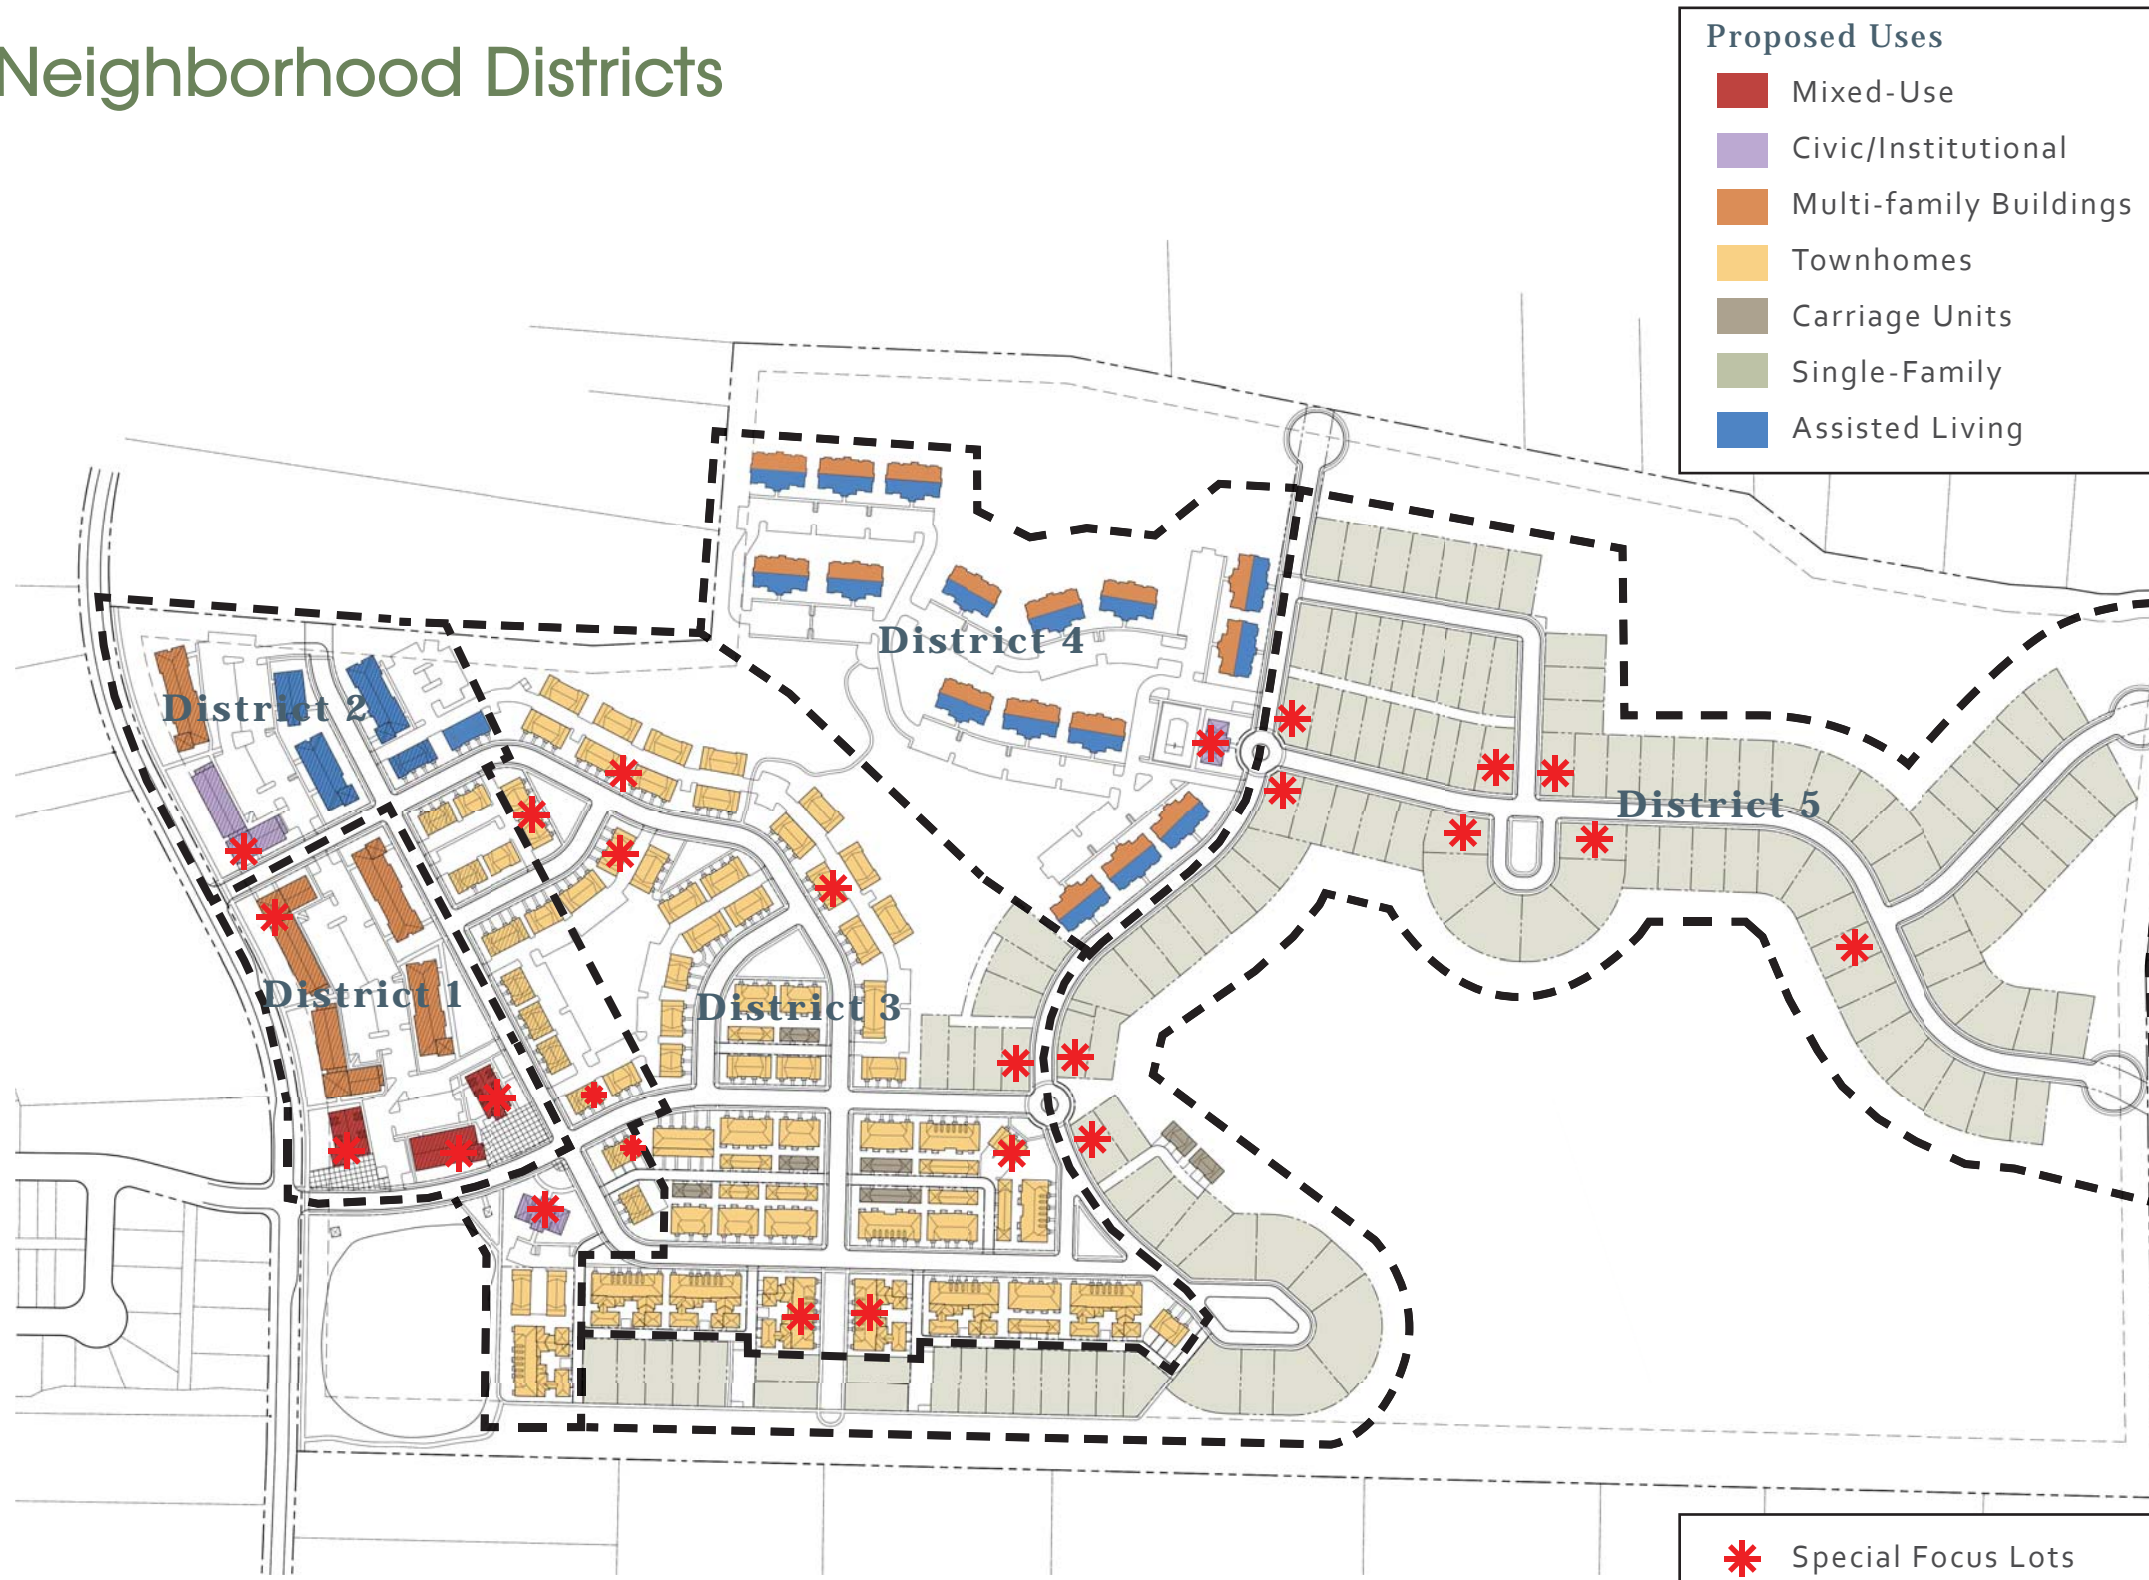 Neighborhood Districts
Proposed Uses
Mixed-Use
Civic/Institutional
Multi-family Buildings
Townhomes
Carriage Units
Single-Family
Assisted Living
District 4
District 2
District 5
District 1
District 3
Special Focus Lots